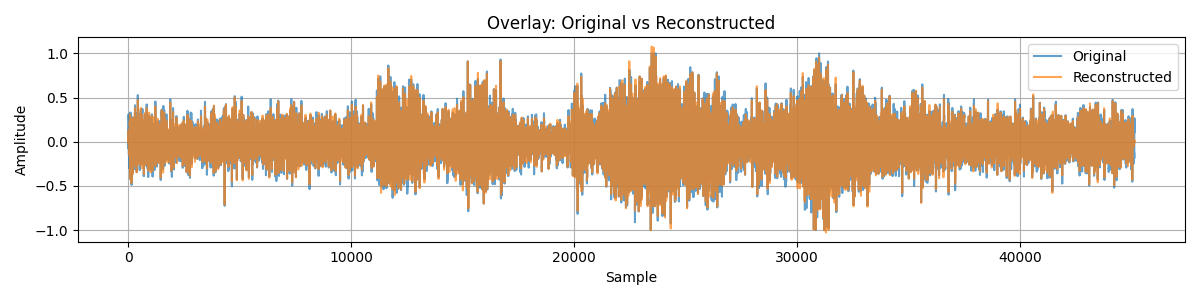 Overlay: Original vs Reconstructed
1.0
0.5
0.0
−0.5
−1.0
Amplitude
Original
Reconstructed
0
10000
20000
30000
40000
Sample